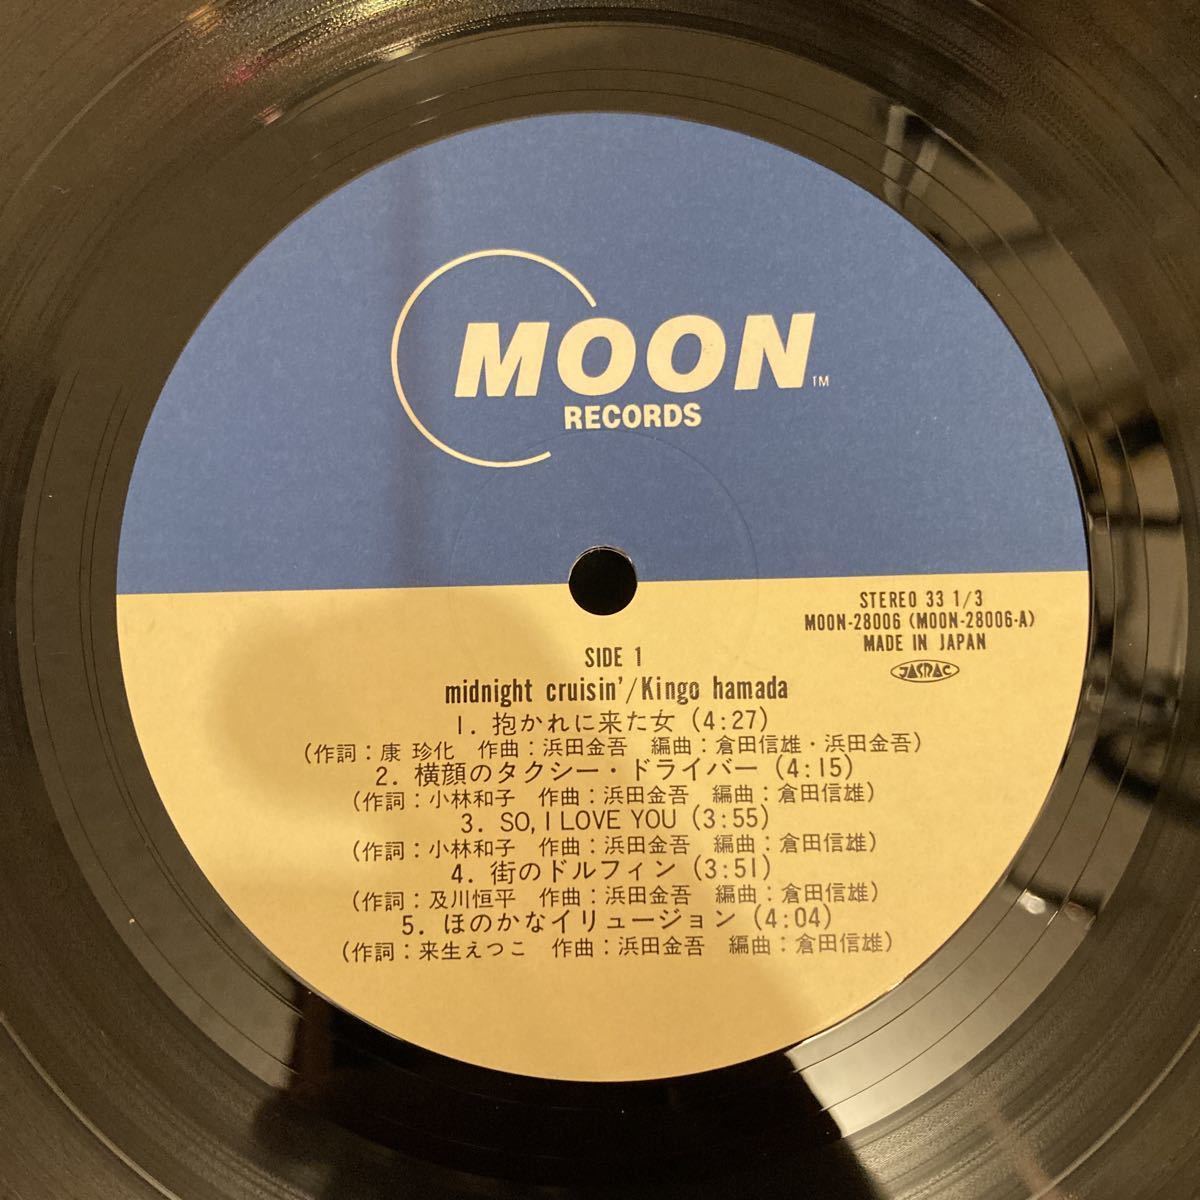 MOON TM
RECORDS
STEREO 33 1/3
MOON-28006 (MOON-28006-A)
MADE IN JAPAN
JASRAC
SIDE 1
midnight cruisin'/Kingo hamada
1. 抱かれに来た女 (4:27)
(作詞：康 珍化 作曲：浜田金吾 編曲：倉田信雄・浜田金吾)
2. 横顔のタクシー・ドライバー (4:15)
(作詞：小林和子 作曲：浜田金吾 編曲：倉田信雄)
3. SO, I LOVE YOU (3:55)
(作詞：小林和子 作曲：浜田金吾 編曲：倉田信雄)
4. 街のドルフィン (3:51)
(作詞：及川恒平 作曲：浜田金吾 編曲：倉田信雄)
5. ほのかなイリュージョン (4:04)
(作詞：来生えつこ 作曲：浜田金吾 編曲：倉田信雄)